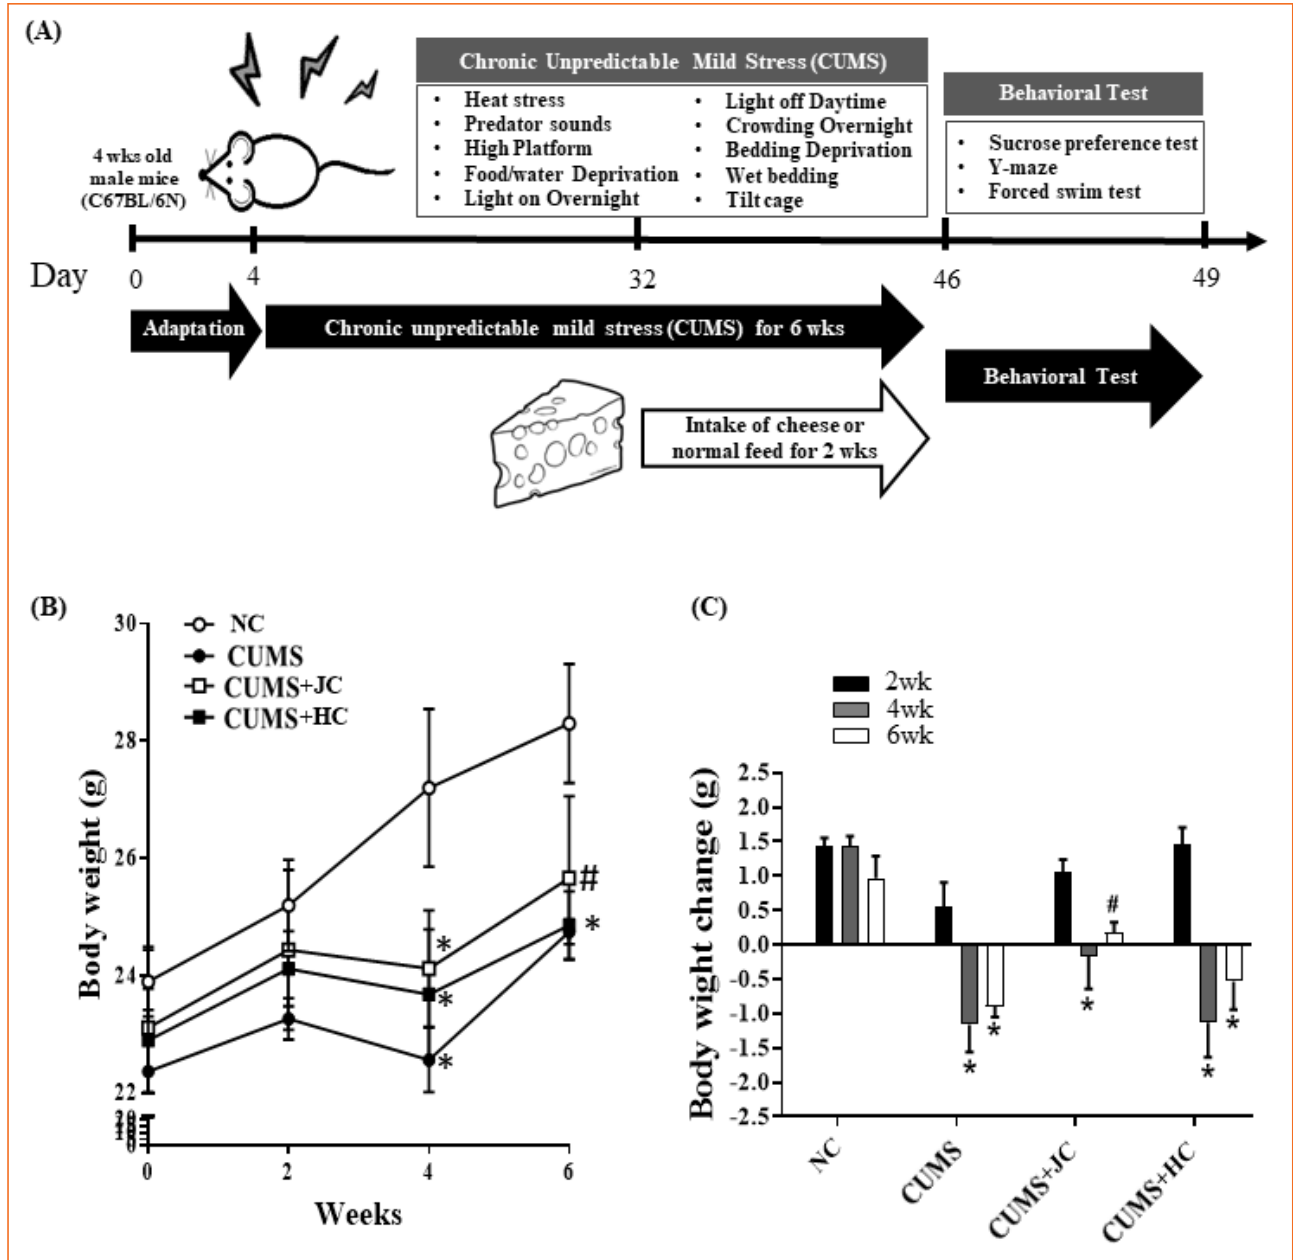 (A)
Chronic Unpredictable Mild Stress (CUMS)
• Heat stress
• Predator sounds
• High Platform
• Food/water Deprivation
• Light on Overnight
• Light off Daytime
• Crowding Overnight
• Bedding Deprivation
• Wet bedding
• Tilt cage
Behavioral Test
• Sucrose preference test
• Y-maze
• Forced swim test
4 wks old
male mice
(C67BL/6N)
Day 0 4 32 46 49
Adaptation
Chronic unpredictable mild stress (CUMS) for 6 wks
Behavioral Test
Intake of cheese or
normal feed for 2 wks
(B)
NC
CUMS
CUMS+JC
CUMS+HC
Body weight (g)
30
28
26
24
22
20
0
#
*
*
*
*
0 2 4 6
Weeks
(C)
2wk
4wk
6wk
Body wight change (g)
2.5
2.0
1.5
1.0
0.5
0.0
-0.5
-1.0
-1.5
-2.0
-2.5
#
*
*
*
*
*
NC
CUMS
CUMS+JC
CUMS+HC